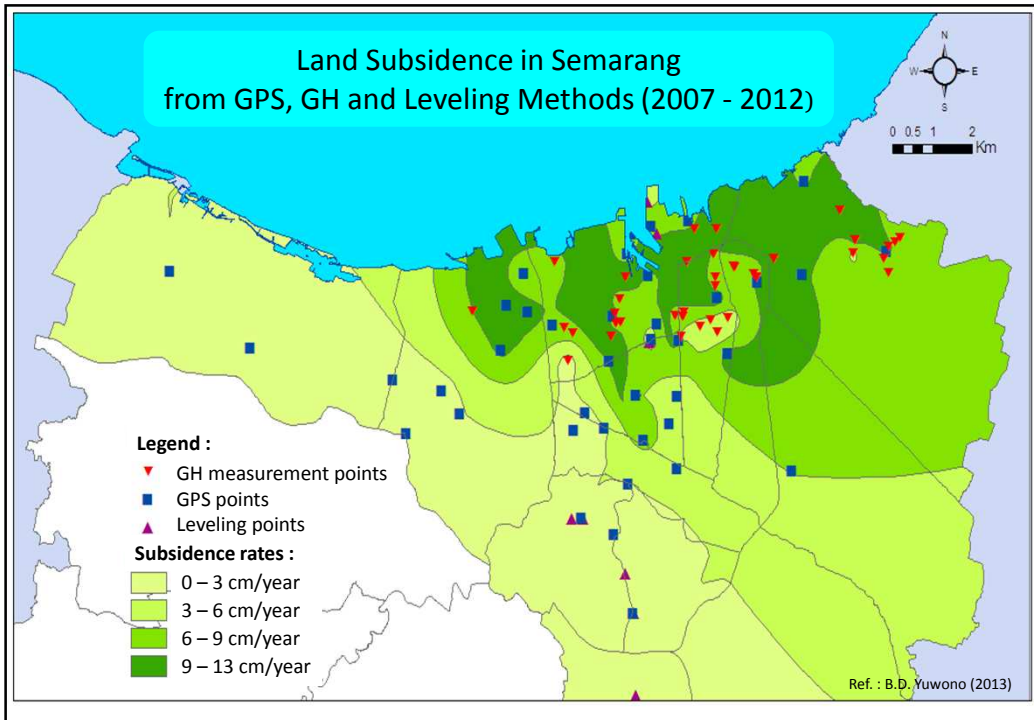 Land Subsidence in Semarang
from GPS, GH and Leveling Methods (2007 - 2012)
N
W E
S
0 0.5 1 2
Km
Legend :
GH measurement points
GPS points
Leveling points
Subsidence rates :
0 – 3 cm/year
3 – 6 cm/year
6 – 9 cm/year
9 – 13 cm/year
Ref. : B.D. Yuwono (2013)